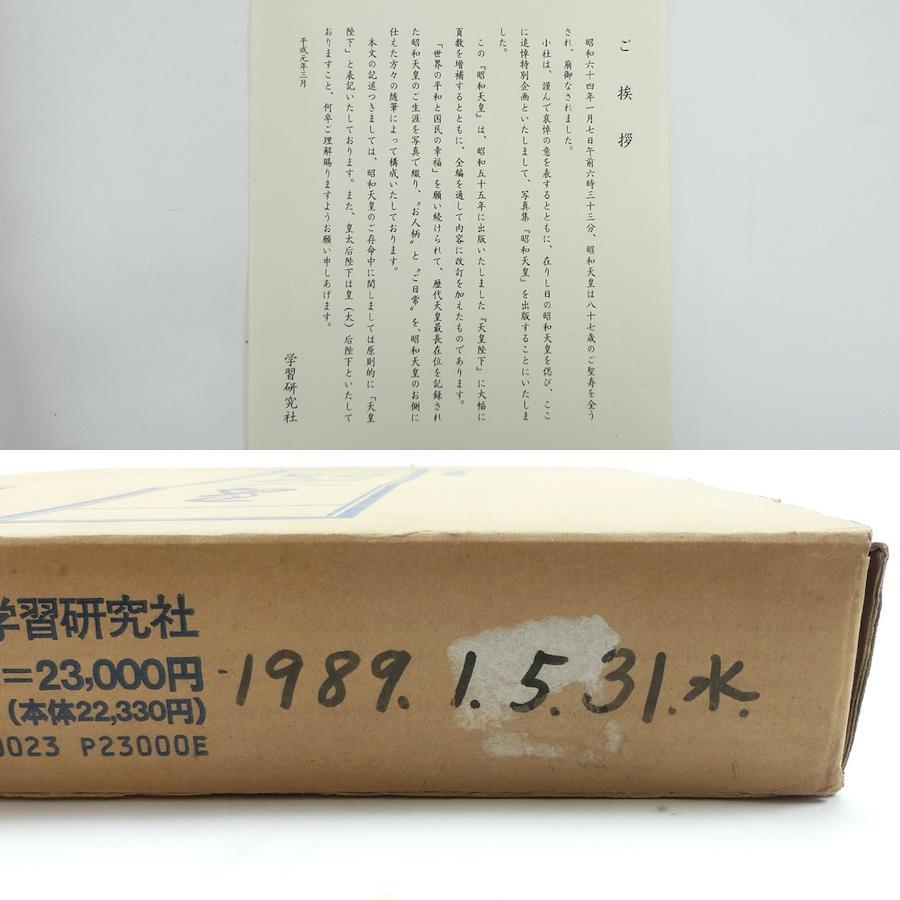 ご挨拶
昭和六十四年一月七日午前六時三十三分、昭和天皇は八十七歳のご聖寿を全う
され、崩御なされました。
小社は、謹んで哀悼の意を表するとともに、在りし日の昭和天皇を偲び、ここ
に追悼特別企画といたしまして、写真集『昭和天皇』を出版することにいたしま
した。
この『昭和天皇』は、昭和五十五年に出版いたしました『天皇陛下』に大幅に
頁数を増補するとともに、全編を通して内容に改訂を加えたものであります。
「世界の平和と国民の幸福」を願い続けられて、歴代天皇最長在位を記録され
た昭和天皇のご生涯を写真で綴り、〝お人柄〟と〝ご日常〟を、昭和天皇のお側に
仕えた方々の随筆によって構成いたしております。
本文の記述つきましては、昭和天皇のご存命中に関しましては原則的に「天皇
陛下」と表記いたしております。また、皇太后陛下は皇（太）后陛下といたして
おりますこと、何卒ご理解賜りますようお願い申しあげます。
平成元年三月
学習研究社
学習研究社
=23,000円
(本体22,330円)
0023 P23000E
1989. 1. 5. 31. 水.